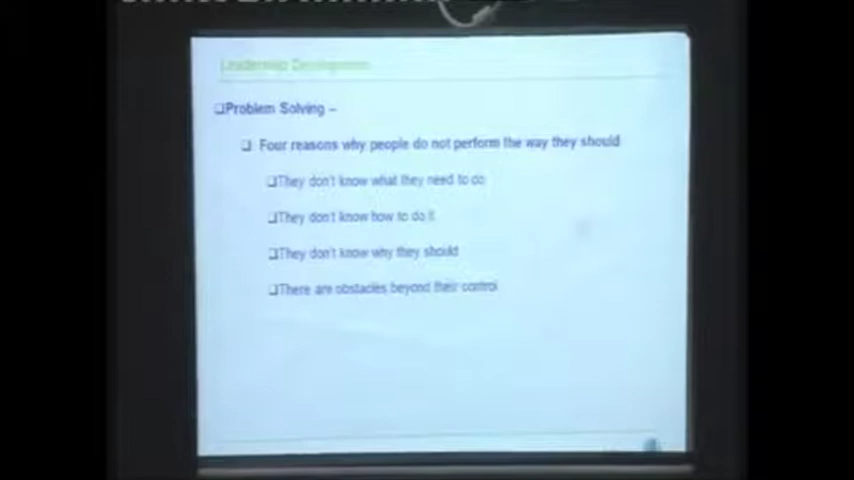 Leadership Development
❑Problem Solving –
❑ Four reasons why people do not perform the way they should
❑They don't know what they need to do
❑They don't know how to do it
❑They don't know why they should
❑There are obstacles beyond their control